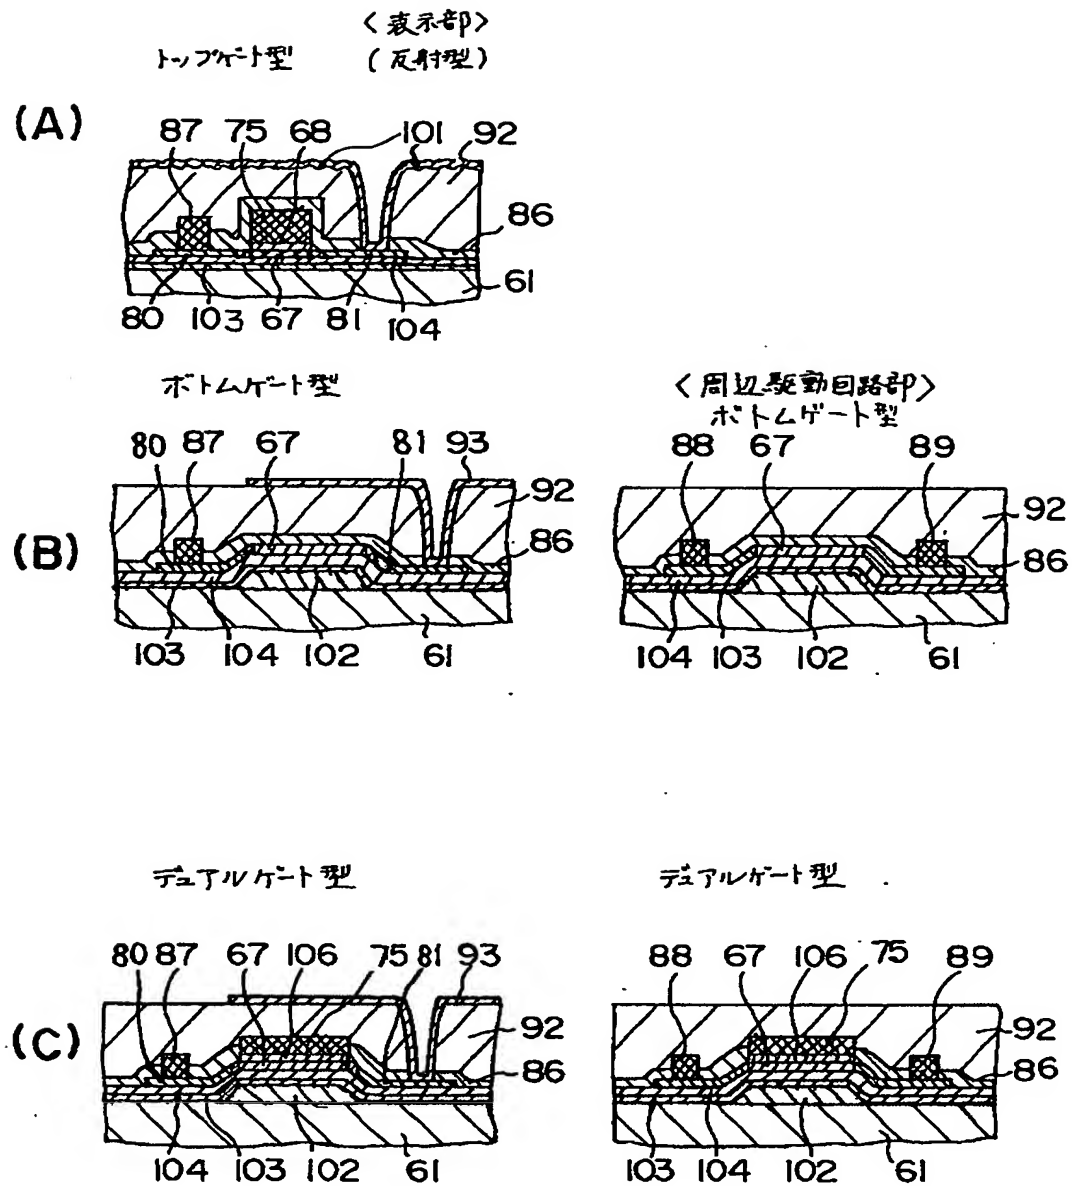 <表示部>
トップゲート型 (反射型)
(A)
87 75 68 101 92
86
61
80 103 67 81 104
ボトムゲート型
<周辺駆動回路部>
ボトムゲート型
80 87 67 81 93
88 67 89
92
92
(B)
86
86
103 104 102 61
104 103 102 61
デュアルゲート型
デュアルゲート型
80 87 67 106 75 81 93
88 67 106 75 89
92
92
(C)
86
86
104 103 102 61
103 104 102 61